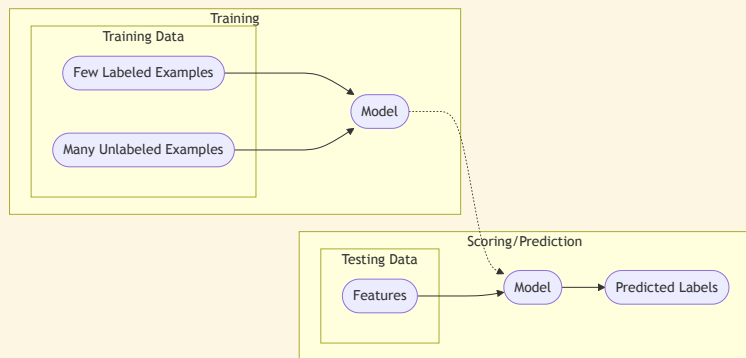 Training
Training Data
Few Labeled Examples
Model
Many Unlabeled Examples
Scoring/Prediction
Testing Data
Features
Model
Predicted Labels